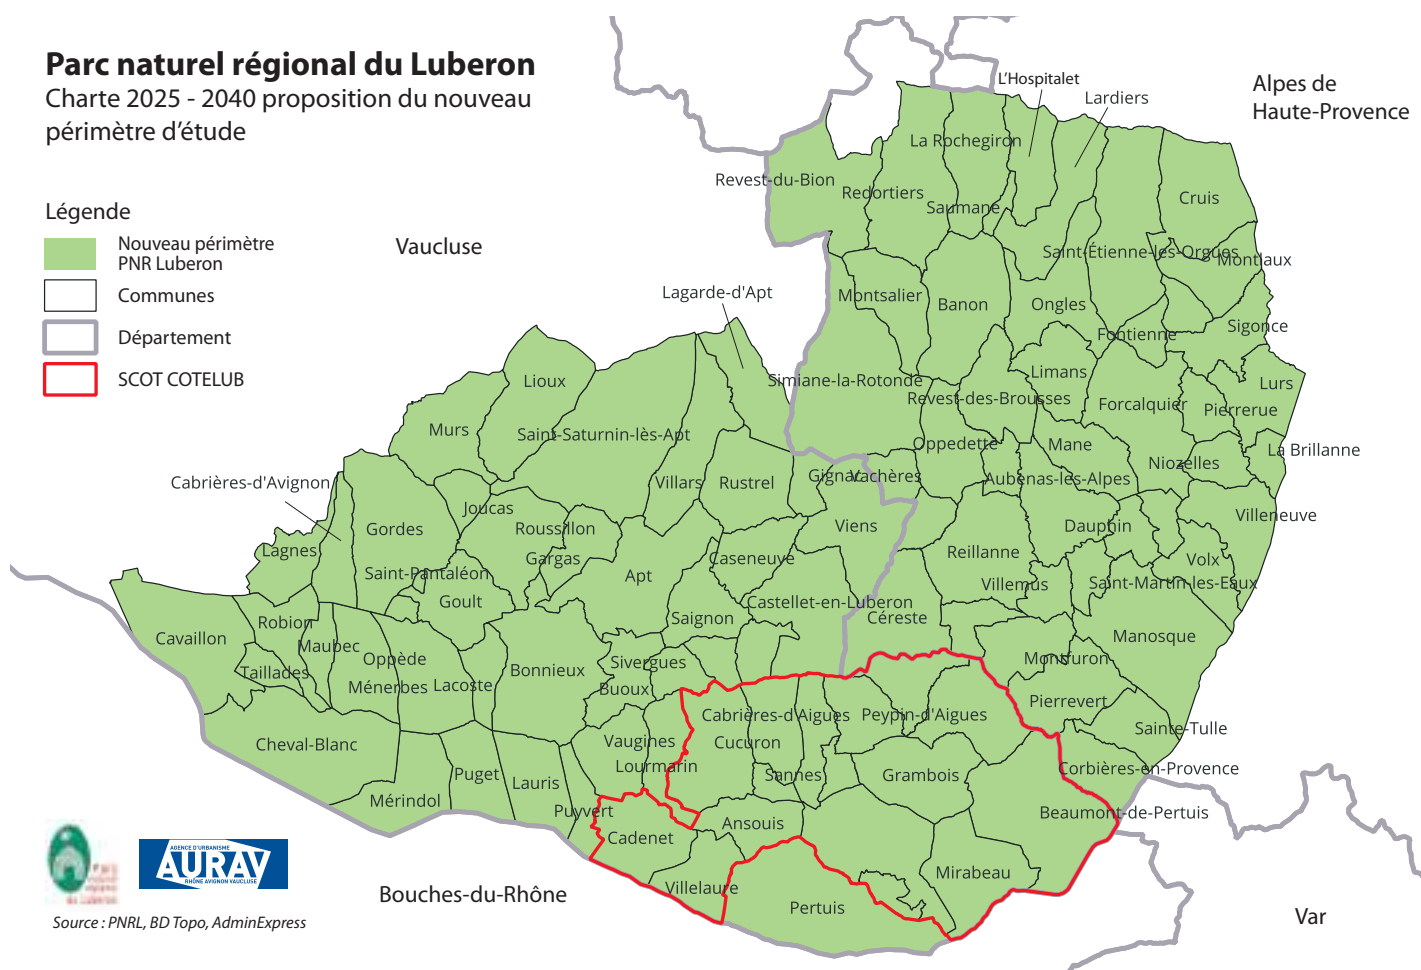 Parc naturel régional du Luberon
Charte 2025 - 2040 proposition du nouveau
périmètre d'étude
Légende
Nouveau périmètre
PNR Luberon
Communes
Département
SCOT COTELUB
Vaucluse
Alpes de
Haute-Provence
Bouches-du-Rhône
Var
L'Hospitalet
Lardiers
La Rochegiron
Revest-du-Bion
Redortiers
Saumane
Cruis
Saint-Étienne-les-Orgues
Montlaux
Lagarde-d'Apt
Montsalier
Banon
Ongles
Fontienne
Sigonce
Lioux
Simiane-la-Rotonde
Limans
Lurs
Revest-des-Brousses
Forcalquier
Pierrerue
Murs
Saint-Saturnin-lès-Apt
Oppedette
Mane
La Brillanne
Cabrières-d'Avignon
Villars
Rustrel
Gignac
Vachères
Aubenas-les-Alpes
Niozelles
Joucas
Gordes
Roussillon
Viens
Dauphin
Villeneuve
Lagnes
Gargas
Caseneuve
Reillanne
Volx
Saint-Pantaléon
Apt
Villemus
Saint-Martin-les-Eaux
Goult
Castellet-en-Luberon
Saignon
Céreste
Cavaillon
Robion
Maubec
Manosque
Oppède
Sivergues
Montfuron
Taillades
Bonnieux
Ménerbes
Lacoste
Buoux
Pierrevert
Cabrières-d'Aigues
Peypin-d'Aigues
Sainte-Tulle
Cheval-Blanc
Vaugines
Cucuron
Lourmarin
Corbières-en-Provence
Puget
Lauris
Sannes
Grambois
Mérindol
Puyvert
Beaumont-de-Pertuis
Cadenet
Ansouis
Mirabeau
Villelaure
Pertuis
AGENCE D'URBANISME
AURAV
RHÔNE AVIGNON VAUCLUSE
Source : PNRL, BD Topo, AdminExpress